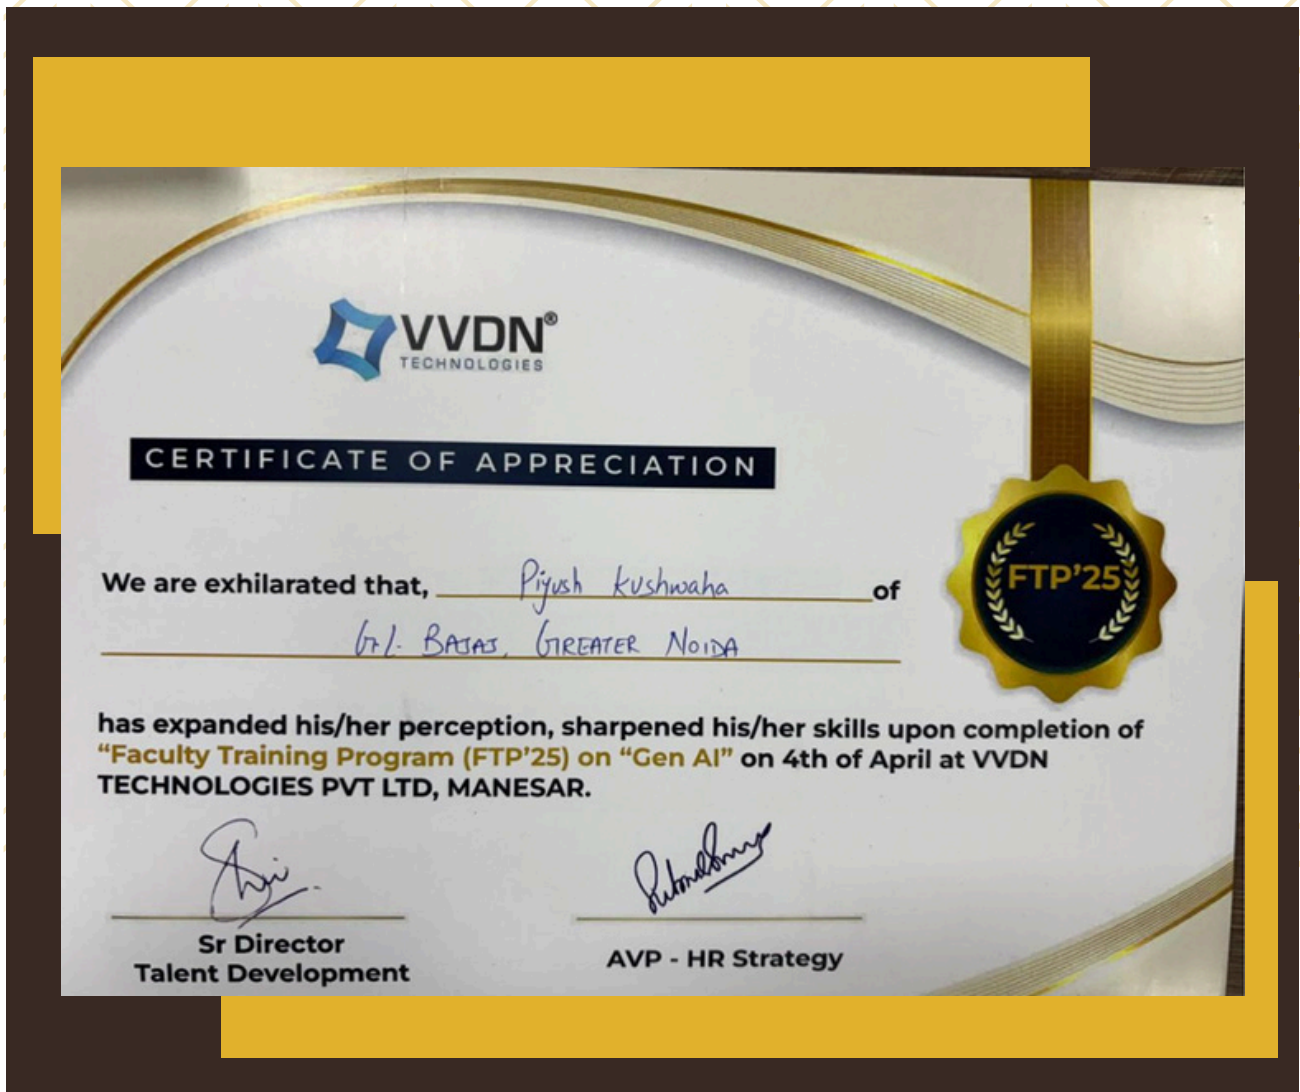 VVDN®
TECHNOLOGIES
CERTIFICATE OF APPRECIATION
We are exhilarated that, Piyush Kushwaha of
G.L. BAJAJ, GREATER NOIDA
FTP'25
has expanded his/her perception, sharpened his/her skills upon completion of
“Faculty Training Program (FTP'25) on “Gen AI” on 4th of April at VVDN
TECHNOLOGIES PVT LTD, MANESAR.
Sr Director
Talent Development
AVP - HR Strategy